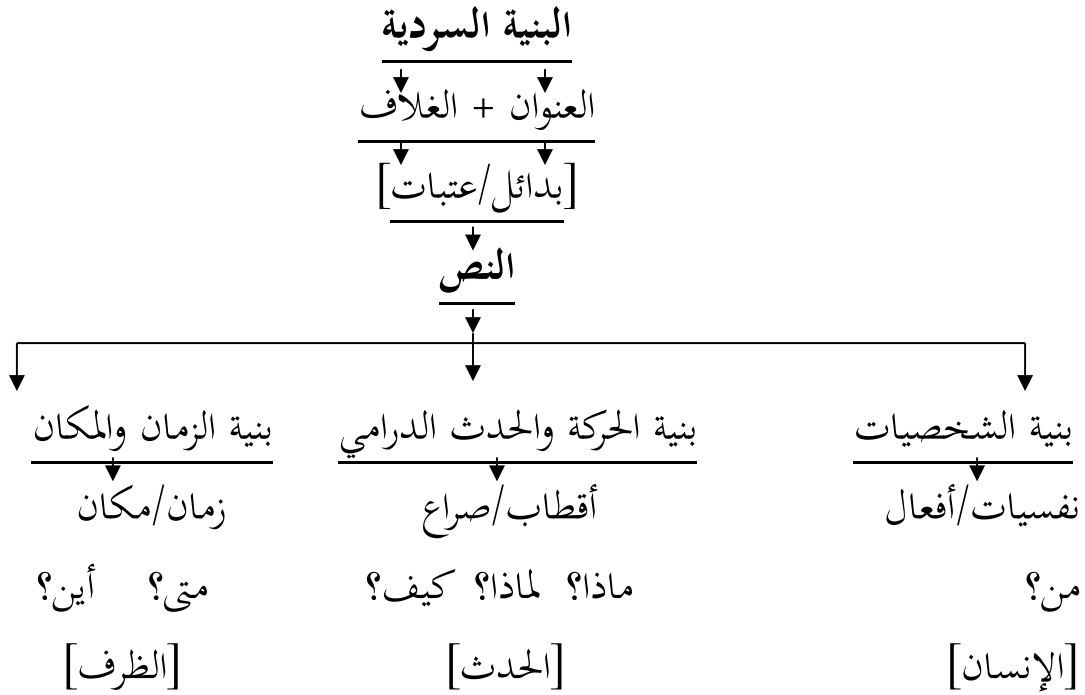 البنية السردية
العنوان + الغلاف
[بدائل/عتبات]
النص
بنية الشخصيات
بنية الحركة والحدث الدرامي
بنية الزمان والمكان
نفسيات/أفعال
أقطاب/صراع
زمان/مكان
من؟
ماذا؟ لماذا؟ كيف؟
متى؟ أين؟
[الإنسان]
[الحدث]
[الظرف]